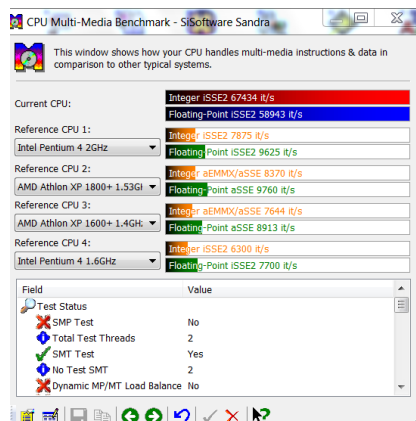 CPU Multi-Media Benchmark - SiSoftware Sandra
This window shows how your CPU handles multi-media instructions & data in
comparison to other typical systems.
Current CPU:
Integer iSSE2 67434 it/s
Floating-Point iSSE2 58943 it/s
Reference CPU 1:
Intel Pentium 4 2GHz
Integer iSSE2 7875 it/s
Floating-Point iSSE2 9625 it/s
Reference CPU 2:
AMD Athlon XP 1800+ 1.53G
Integer aEMMX/aSSE 8370 it/s
Floating-Point aSSE 9760 it/s
Reference CPU 3:
AMD Athlon XP 1600+ 1.4GH
Integer aEMMX/aSSE 7644 it/s
Floating-Point aSSE 8913 it/s
Reference CPU 4:
Intel Pentium 4 1.6GHz
Integer iSSE2 6300 it/s
Floating-Point iSSE2 7700 it/s
Field Value
Test Status
SMP Test No
Total Test Threads 2
SMT Test Yes
No Test SMT 2
Dynamic MP/MT Load Balance No